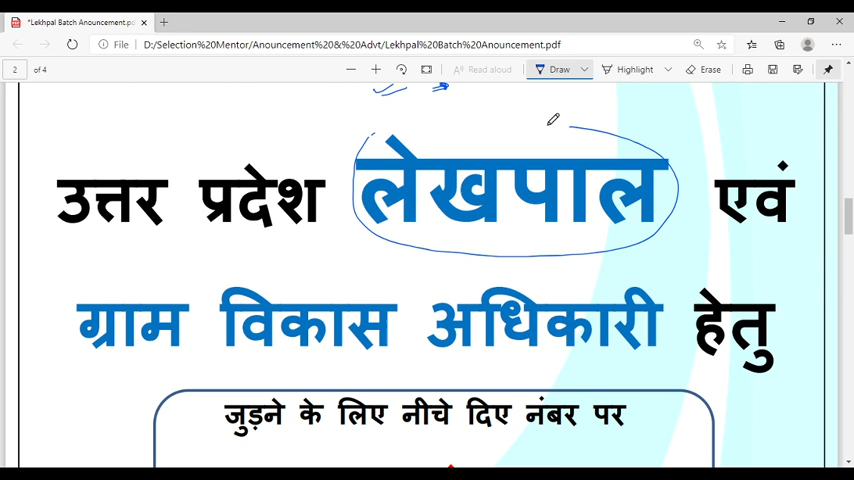 *Lekhpal Batch Anouncement.pd
File
D:/Selection%20Mentor/Anouncement%20&%20Advt/Lekhpal%20Batch%20Anouncement.pdf
2 of 4
Read aloud
Draw
Highlight
Erase
उत्तर प्रदेश लेखपाल एवं
ग्राम विकास अधिकारी हेतु
जुड़ने के लिए नीचे दिए नंबर पर